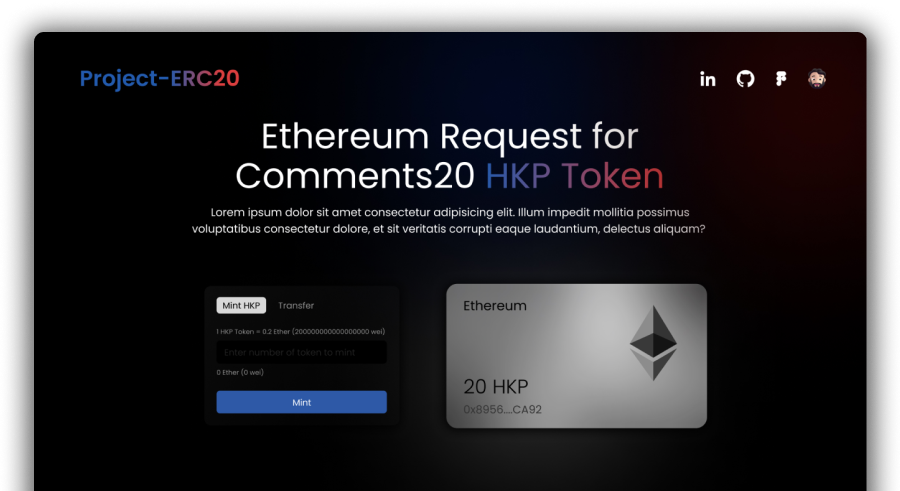 Project-ERC20
in
Ethereum Request for
Comments20 HKP Token
Lorem ipsum dolor sit amet consectetur adipisicing elit. Illum impedit mollitia possimus
voluptatibus consectetur dolore, et sit veritatis corrupti eaque laudantium, delectus aliquam?
Mint HKP
Transfer
1 HKP Token = 0.2 Ether (200000000000000000 wei)
Enter number of token to mint
0 Ether (0 wei)
Mint
Ethereum
20 HKP
0x8956....CA92